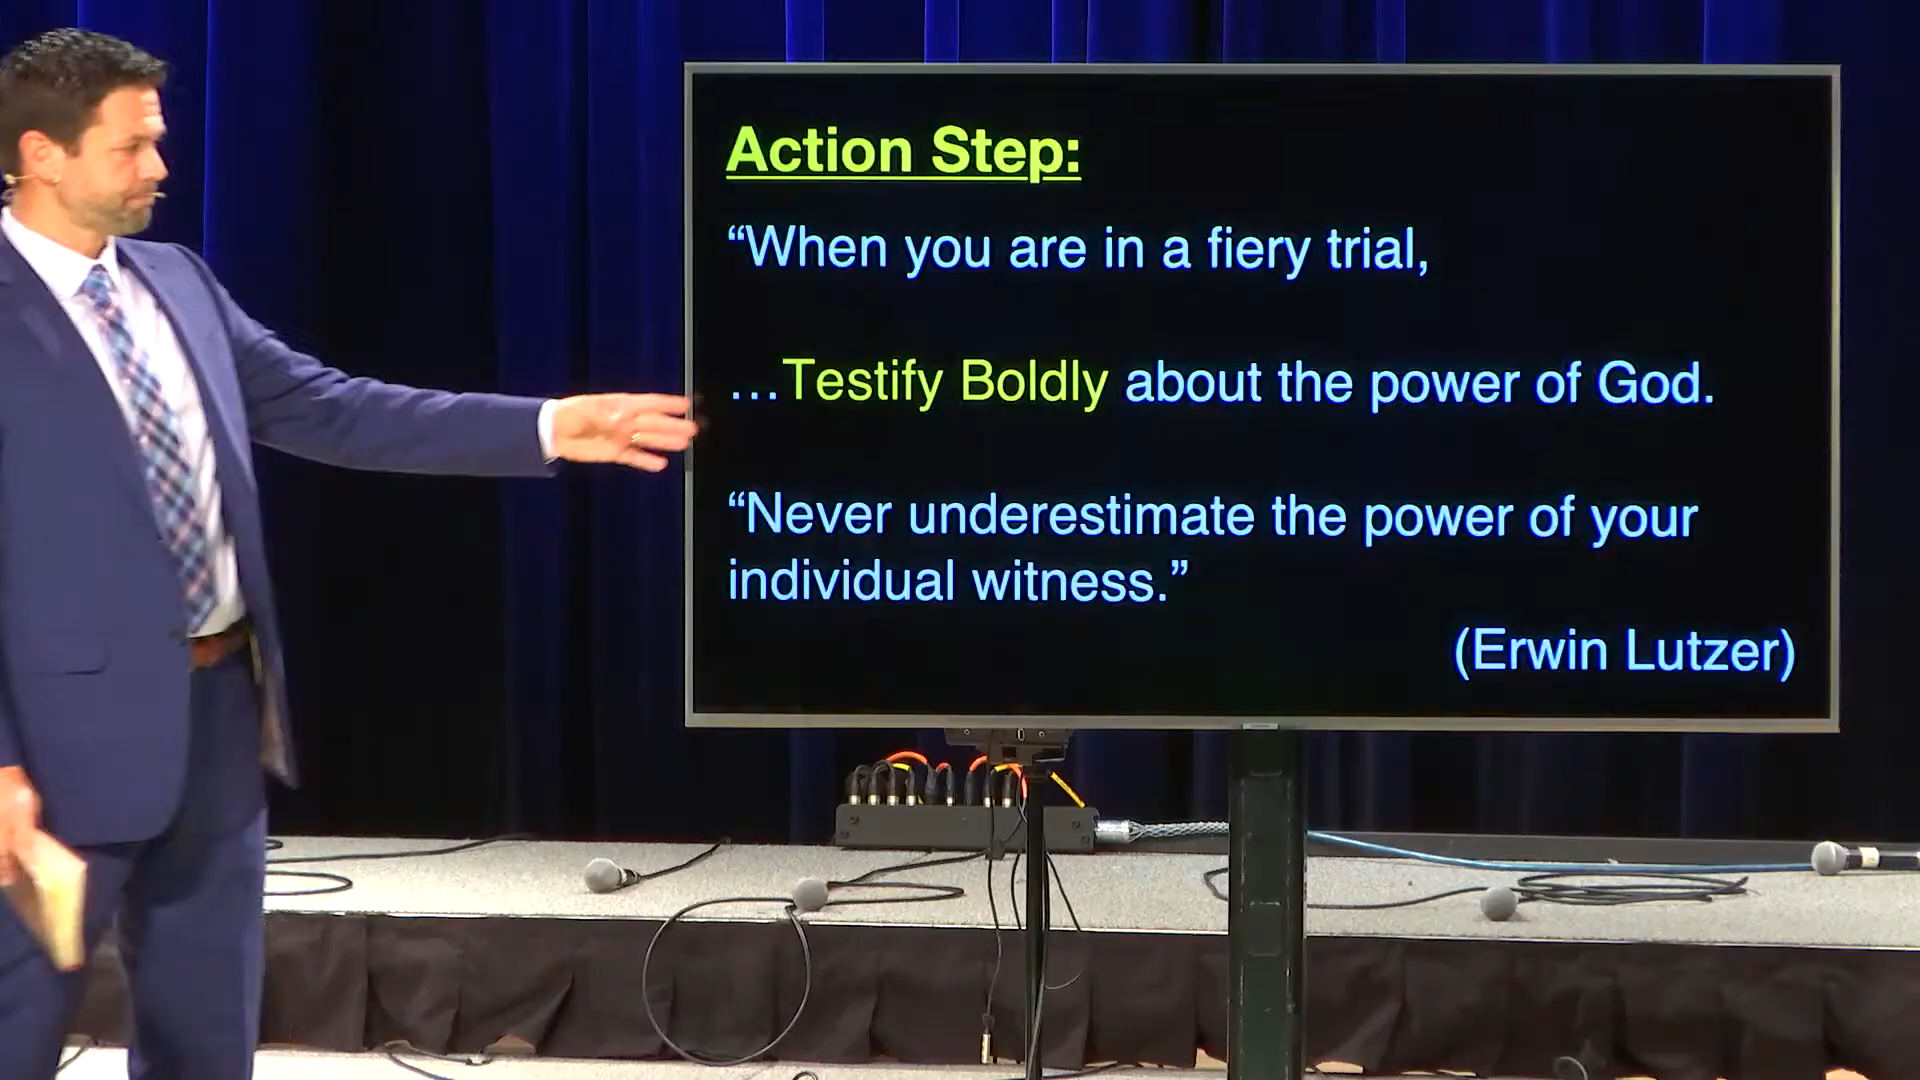 Action Step:
“When you are in a fiery trial,
…Testify Boldly about the power of God.
“Never underestimate the power of your
individual witness.”
(Erwin Lutzer)